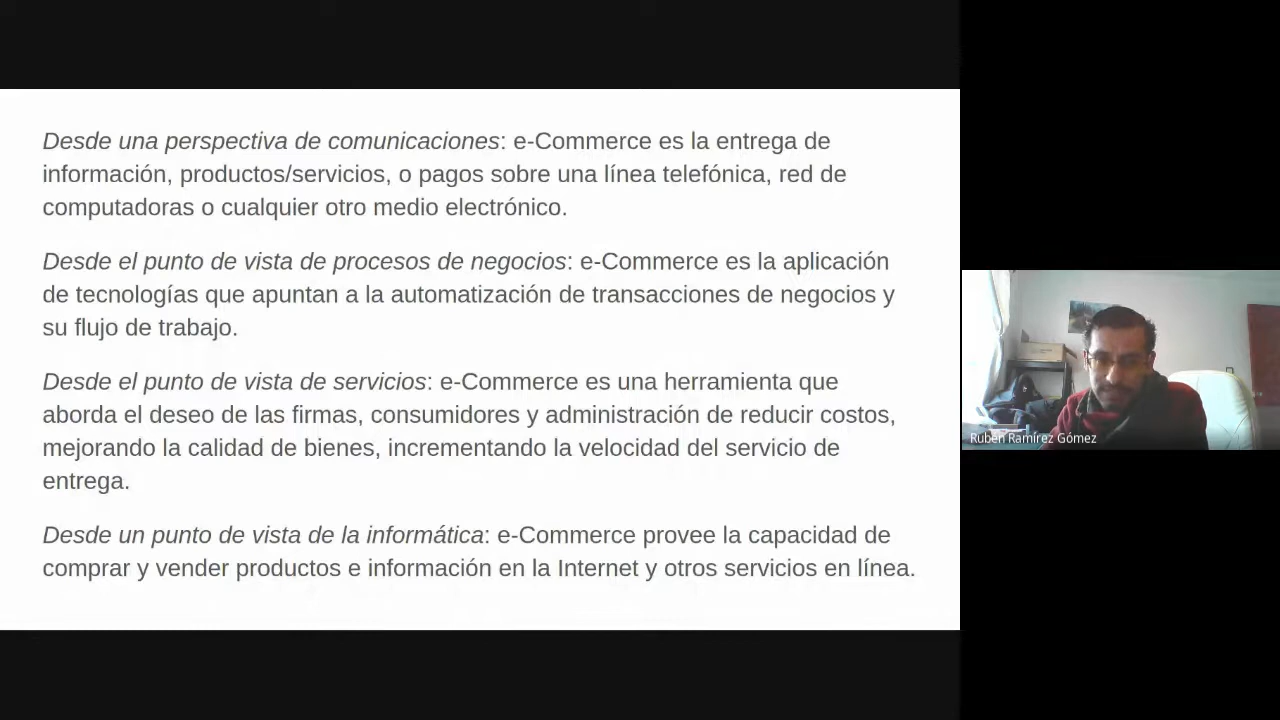 Desde una perspectiva de comunicaciones: e-Commerce es la entrega de
información, productos/servicios, o pagos sobre una línea telefónica, red de
computadoras o cualquier otro medio electrónico.
Desde el punto de vista de procesos de negocios: e-Commerce es la aplicación
de tecnologías que apuntan a la automatización de transacciones de negocios y
su flujo de trabajo.
Desde el punto de vista de servicios: e-Commerce es una herramienta que
aborda el deseo de las firmas, consumidores y administración de reducir costos,
mejorando la calidad de bienes, incrementando la velocidad del servicio de
entrega.
Desde un punto de vista de la informática: e-Commerce provee la capacidad de
comprar y vender productos e información en la Internet y otros servicios en línea.
Ruben Ramírez Gómez